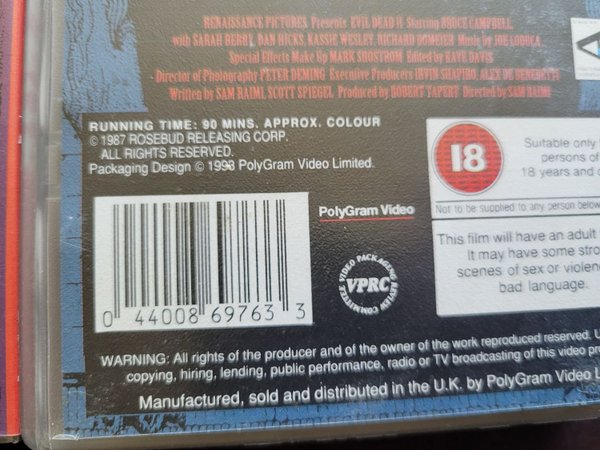 RENAISSANCE PICTURES Presents EVIL DEAD II Starring BRUCE CAMPBELL
with SARAH BERRY, DAN HICKS, KASSIE WESLEY, RICHARD DOMEIER Music by JOE LODUCA
Special Effects Make Up MARK SHOSTROM Edited by KAYE DAVIS
Director of Photography PETER DEMING Executive Producers IRVIN SHAPIRO, ALEX DE BENEDETTI
Written by SAM RAIMI, SCOTT SPIEGEL Produced by ROBERT TAPERT Directed by SAM RAIMI
RUNNING TIME: 90 MINS. APPROX. COLOUR
© 1987 ROSEBUD RELEASING CORP.
ALL RIGHTS RESERVED.
Packaging Design © 1998 PolyGram Video Limited.
0 44008 69763 3
PolyGram Video
VIDEO PACKAGING REVIEW COMMITTEE
VPRC
18
Suitable only
persons of
18 years and
Not to be supplied to any person below
This film will have an adult
It may have some
scenes of sex or
bad language.
WARNING: All rights of the producer and of the owner of the work reproduced reserved.
copying, hiring, lending, public performance, radio or TV broadcasting of this video
Manufactured, sold and distributed in the U.K. by PolyGram Video